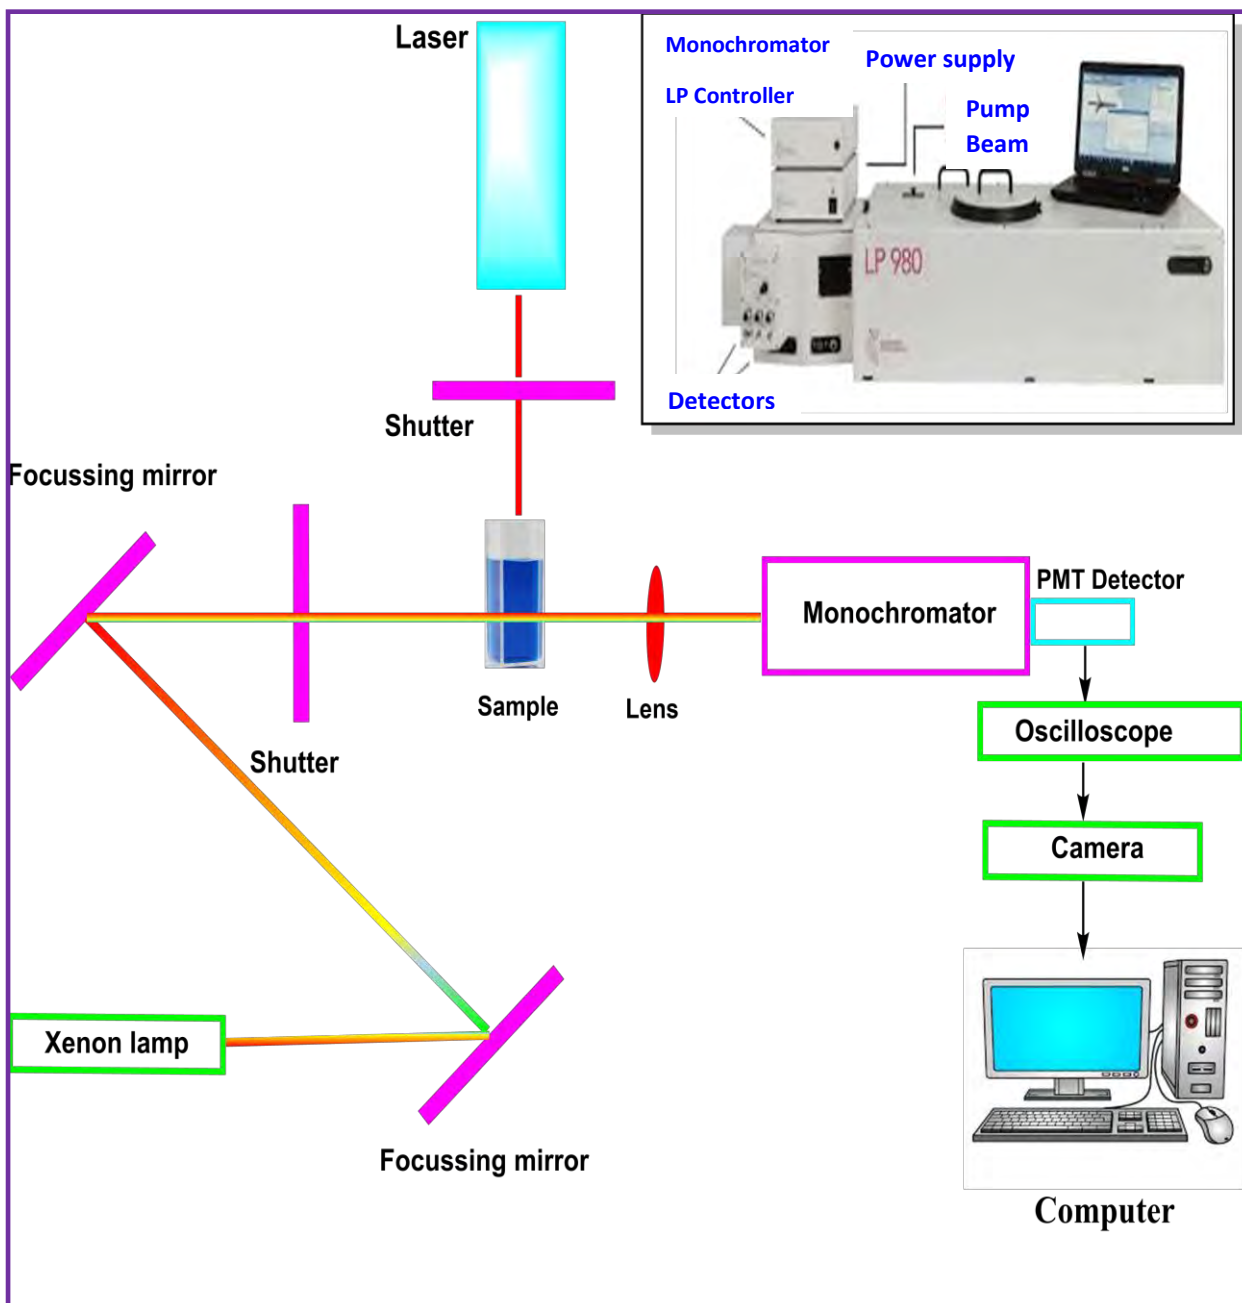 Laser
Monochromator
Power supply
LP Controller
Pump
Beam
LP 980
Detectors
Shutter
Focussing mirror
Monochromator
PMT Detector
Sample
Lens
Shutter
Oscilloscope
Camera
Xenon lamp
Focussing mirror
Computer